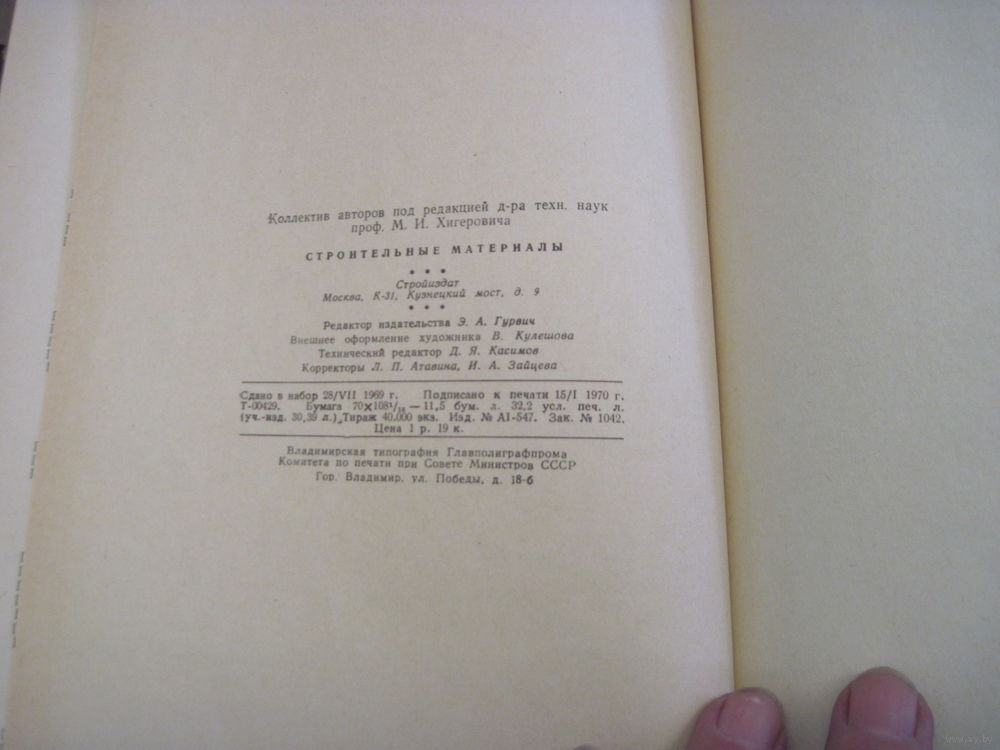 Коллектив авторов под редакцией д-ра техн. наук
проф. М. И. Хигеровича
СТРОИТЕЛЬНЫЕ МАТЕРИАЛЫ
* * *
Стройиздат
Москва, К-31, Кузнецкий мост, д. 9
* * *
Редактор издательства Э. А. Гурвич
Внешнее оформление художника В. Кулешова
Технический редактор Д. Я. Касимов
Корректоры Л. П. Атавина, И. А. Зайцева
Сдано в набор 28/VII 1969 г. Подписано к печати 15/I 1970 г.
Т-00429. Бумага 70×108¹/₁₆ — 11,5 бум. л. 32,2 усл. печ. л.
(уч.-изд. 30,39 л.) Тираж 40.000 экз. Изд. № АI-547. Зак. № 1042.
Цена 1 р. 19 к.
Владимирская типография Главполиграфпрома
Комитета по печати при Совете Министров СССР
Гор. Владимир, ул. Победы, д. 18-б
www.ay.by